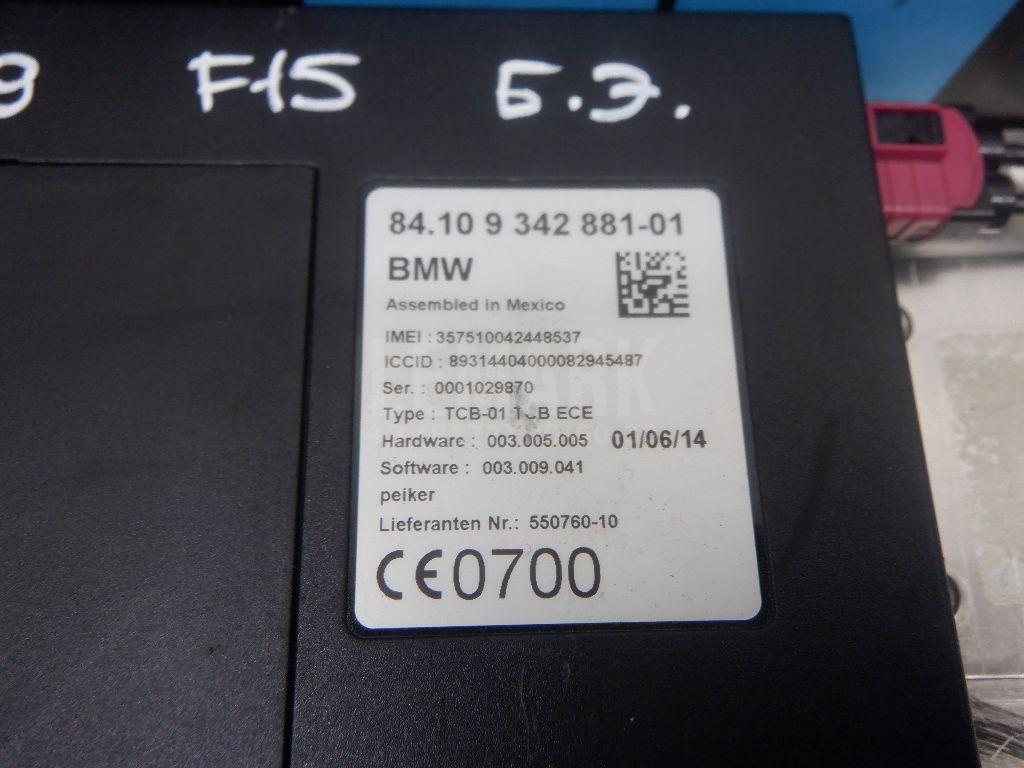 9 F15 Б.Э.
84.10 9 342 881-01
BMW
Assembled in Mexico
IMEI : 357510042448537
ICCID : 89314404000082945487
Ser. : 0001029870
Type : TCB-01 TCB ECE
Hardware : 003.005.005 01/06/14
Software : 003.009.041
peiker
Lieferanten Nr.: 550760-10
CE0700